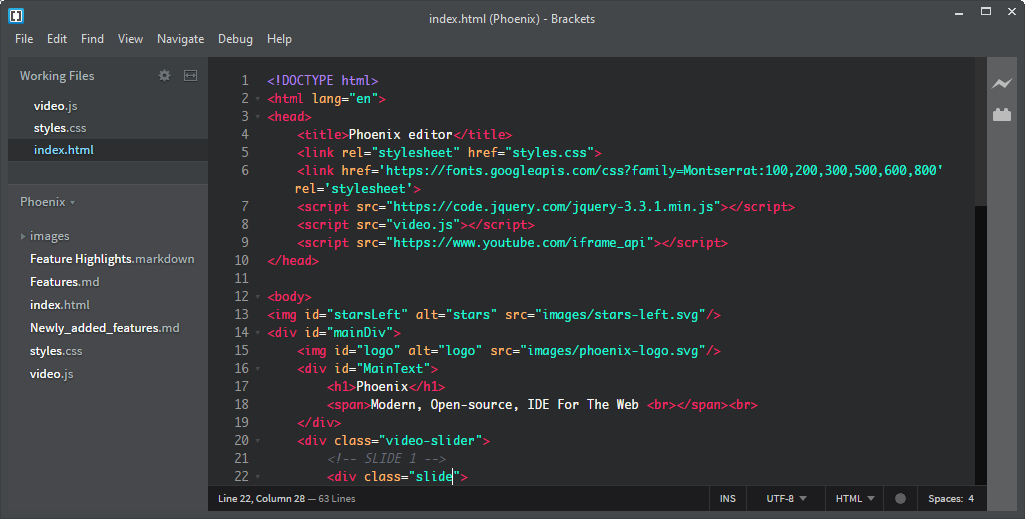 index.html (Phoenix) - Brackets
File Edit Find View Navigate Debug Help
Working Files
video.js
styles.css
index.html
Phoenix
images
Feature Highlights.markdown
Features.md
index.html
Newly_added_features.md
styles.css
video.js
1 <!DOCTYPE html>
2 <html lang="en">
3 <head>
4 <title>Phoenix editor</title>
5 <link rel="stylesheet" href="styles.css">
6 <link href='https://fonts.googleapis.com/css?family=Montserrat:100,200,300,500,600,800'
rel='stylesheet'>
7 <script src="https://code.jquery.com/jquery-3.3.1.min.js"></script>
8 <script src="video.js"></script>
9 <script src="https://www.youtube.com/iframe_api"></script>
10 </head>
11
12 <body>
13 <img id="starsLeft" alt="stars" src="images/stars-left.svg"/>
14 <div id="mainDiv">
15 <img id="logo" alt="logo" src="images/phoenix-logo.svg"/>
16 <div id="MainText">
17 <h1>Phoenix</h1>
18 <span>Modern, Open-source, IDE For The Web <br></span><br>
19 </div>
20 <div class="video-slider">
21 <!-- SLIDE 1 -->
22 <div class="slide">
Line 22, Column 28 — 63 Lines INS UTF-8 HTML Spaces: 4